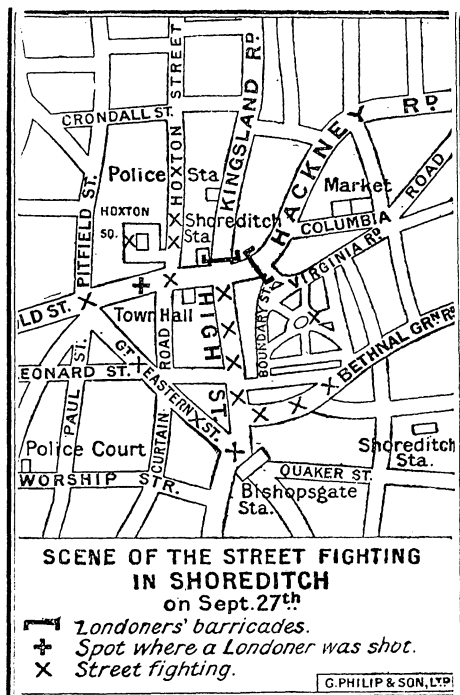 HOXTON STREET
KINGSLAND RD.
HACKNEY RD.
CRONDALL ST.
PITFIELD ST.
Police Sta
HOXTON
SQ.
Shoreditch
Sta.
Market
COLUMBIA
ROAD
VIRGINIA RD.
LD ST.
Town Hall
HIGH ST
BOUNDARY ST.
BETHNAL GRN RD
EONARD ST.
PAUL ST.
GT. EASTERN ST.
CURTAIN ROAD
Police Court
WORSHIP STR.
QUAKER ST.
Shoreditch
Sta.
Bishopsgate
Sta.
SCENE OF THE STREET FIGHTING
IN SHOREDITCH
on Sept. 27th.
Londoners' barricades.
Spot where a Londoner was shot.
Street fighting.
G. PHILIP & SON, LTD